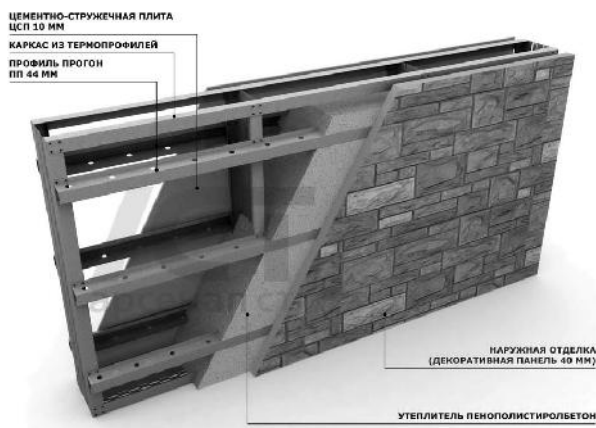 ЦЕМЕНТНО-СТРУЖЕЧНАЯ ПЛИТА
ЦСП 10 ММ
КАРКАС ИЗ ТЕРМОПРОФИЛЕЙ
ПРОФИЛЬ ПРОГОН
ПП 44 ММ
НАРУЖНАЯ ОТДЕЛКА
(ДЕКОРАТИВНАЯ ПАНЕЛЬ 40 ММ)
УТЕПЛИТЕЛЬ ПЕНОПОЛИСТИРОЛБЕТОН